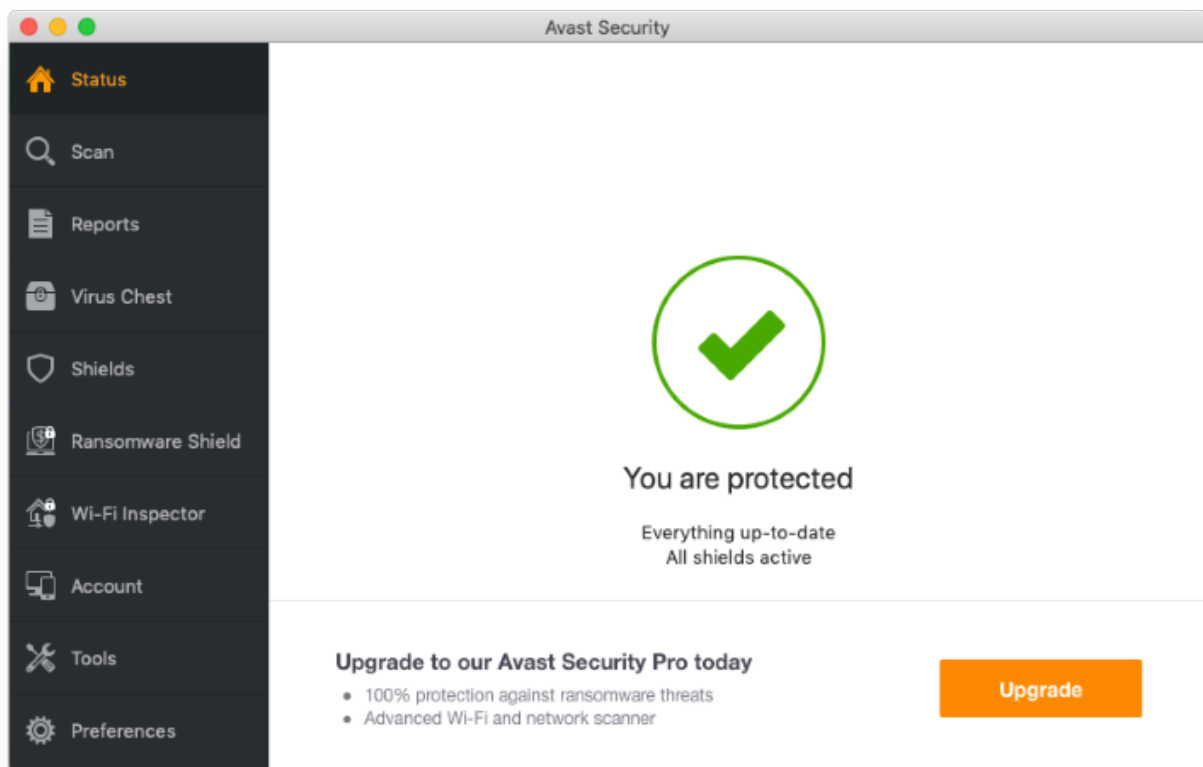 Avast Security
Status
Scan
Reports
Virus Chest
Shields
Ransomware Shield
Wi-Fi Inspector
Account
Tools
Preferences
You are protected
Everything up-to-date
All shields active
Upgrade to our Avast Security Pro today
100% protection against ransomware threats
Advanced Wi-Fi and network scanner
Upgrade